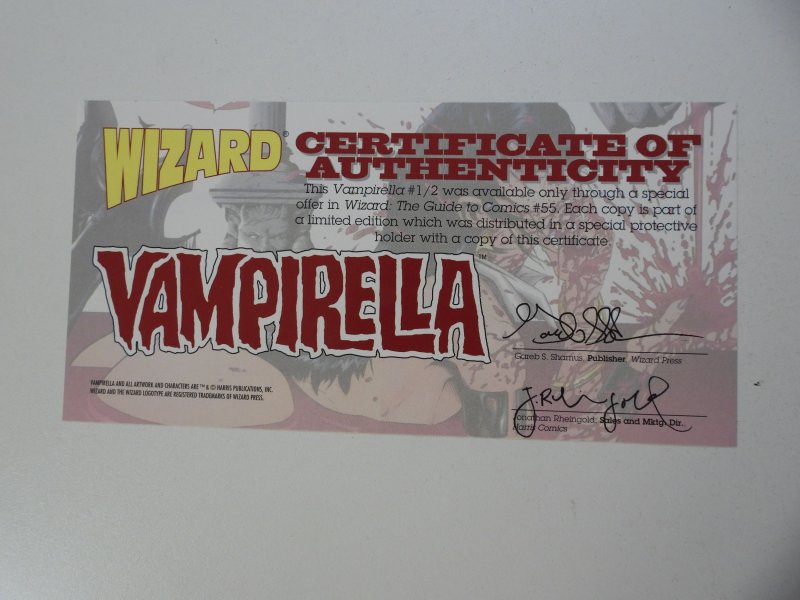 WIZARD®
CERTIFICATE OF
AUTHENTICITY
This Vampirella #1/2 was available only through a special
offer in Wizard: The Guide to Comics #55. Each copy is part of
a limited edition which was distributed in a special protective
holder with a copy of this certificate.
VAMPIRELLA™
Gareb S. Shamus, Publisher, Wizard Press
J. Rheingold
Jonathan Rheingold: Sales and Mktg. Dir.
Harris Comics
VAMPIRELLA AND ALL ARTWORK AND CHARACTERS ARE ™ & © HARRIS PUBLICATIONS, INC.
WIZARD AND THE WIZARD LOGOTYPE ARE REGISTERED TRADEMARKS OF WIZARD PRESS.